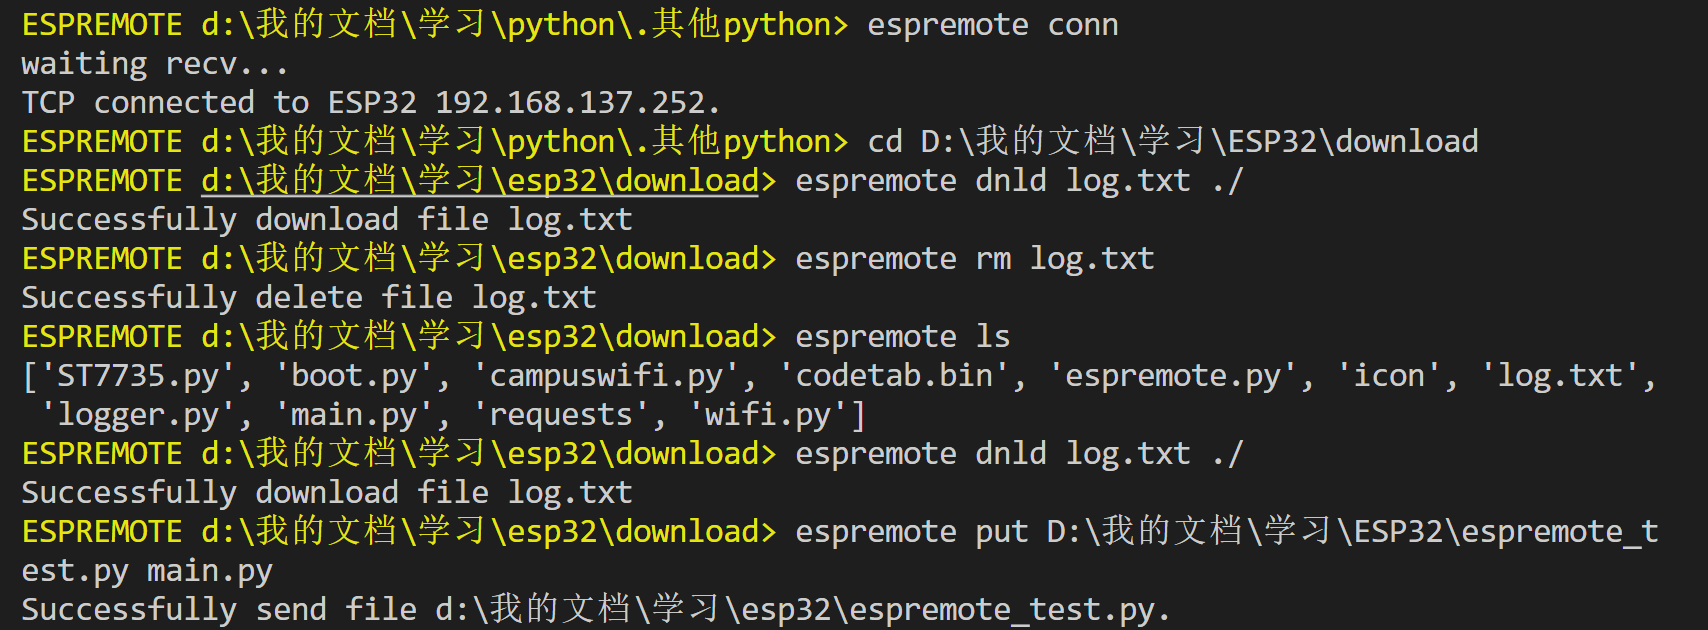 ESPREMOTE d:\我的文档\学习\python\.其他python> espremote conn
waiting recv...
TCP connected to ESP32 192.168.137.252.
ESPREMOTE d:\我的文档\学习\python\.其他python> cd D:\我的文档\学习\ESP32\download
ESPREMOTE d:\我的文档\学习\esp32\download> espremote dnld log.txt ./
Successfully download file log.txt
ESPREMOTE d:\我的文档\学习\esp32\download> espremote rm log.txt
Successfully delete file log.txt
ESPREMOTE d:\我的文档\学习\esp32\download> espremote ls
['ST7735.py', 'boot.py', 'campuswifi.py', 'codetab.bin', 'espremote.py', 'icon', 'log.txt',
 'logger.py', 'main.py', 'requests', 'wifi.py']
ESPREMOTE d:\我的文档\学习\esp32\download> espremote dnld log.txt ./
Successfully download file log.txt
ESPREMOTE d:\我的文档\学习\esp32\download> espremote put D:\我的文档\学习\ESP32\espremote_t
est.py main.py
Successfully send file d:\我的文档\学习\esp32\espremote_test.py.